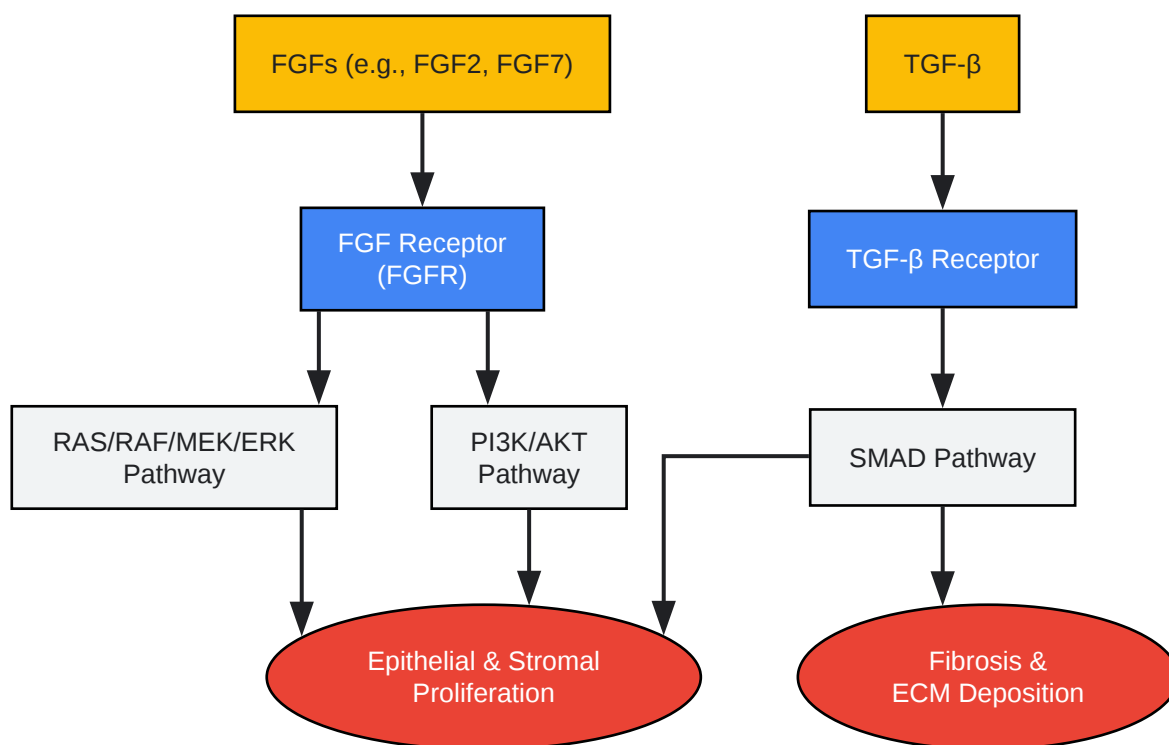 FGFs (e.g., FGF2, FGF7)
TGF-β
FGF Receptor
(FGFR)
TGF-β Receptor
RAS/RAF/MEK/ERK
Pathway
PI3K/AKT
Pathway
SMAD Pathway
Epithelial & Stromal
Proliferation
Fibrosis &
ECM Deposition